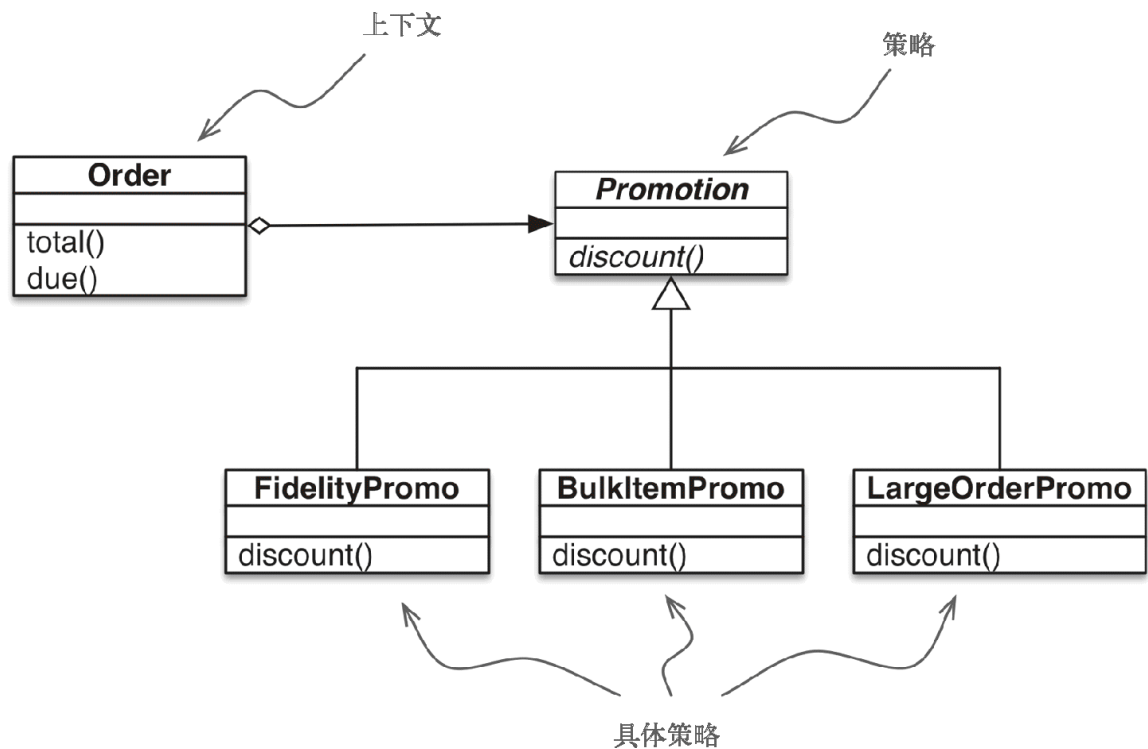 上下文
策略
Order
total()
due()
Promotion
discount()
FidelityPromo
discount()
BulkItemPromo
discount()
LargeOrderPromo
discount()
具体策略